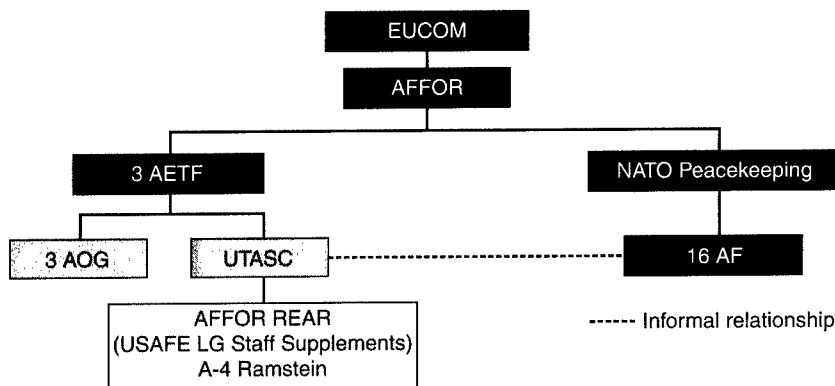 EUCOM
AFFOR
3 AETF
NATO Peacekeeping
3 AOG
UTASC
16 AF
AFFOR REAR
(USAFE LG Staff Supplements)
A-4 Ramstein
Informal relationship